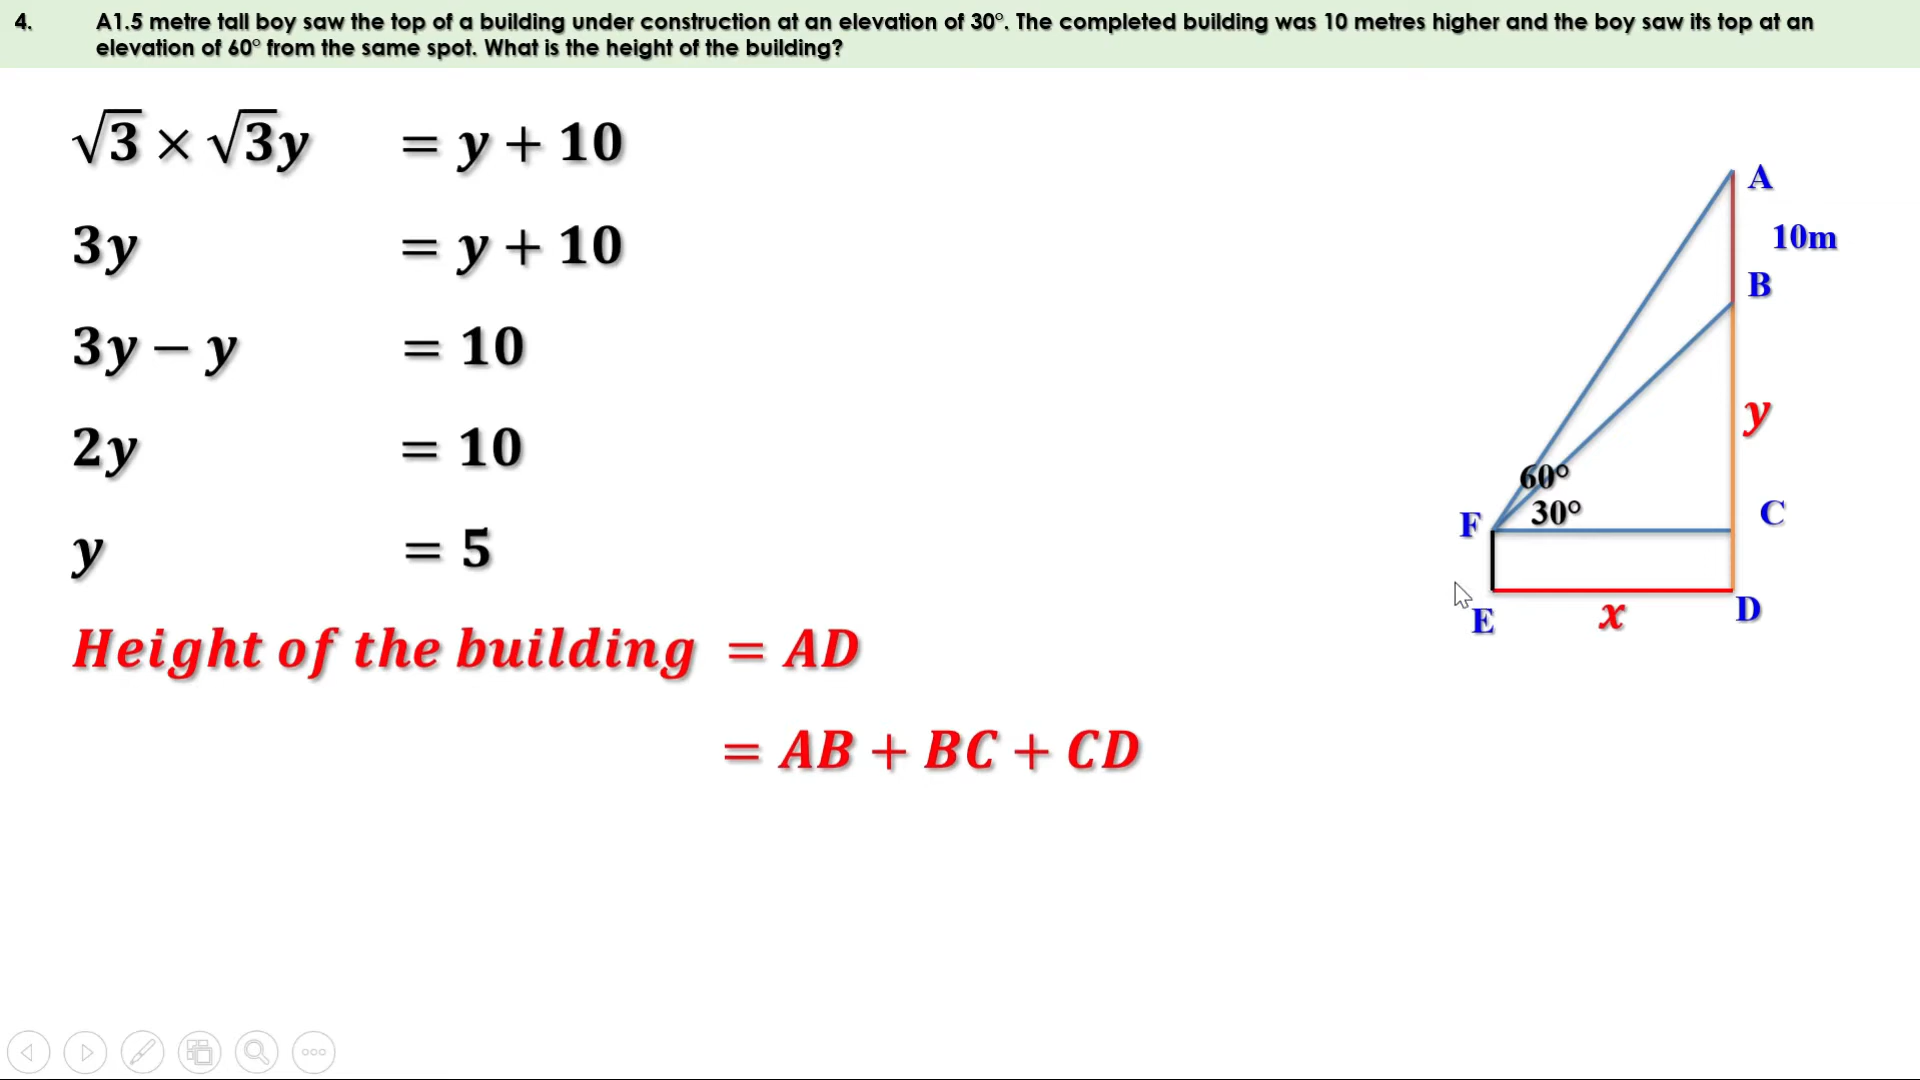 4. A1.5 metre tall boy saw the top of a building under construction at an elevation of 30°. The completed building was 10 metres higher and the boy saw its top at an
elevation of 60° from the same spot. What is the height of the building?
√3 × √3y = y + 10
3y = y + 10
3y − y = 10
2y = 10
y = 5
Height of the building = AD
= AB + BC + CD
A
10m
B
y
60°
30°
F
C
E
x
D